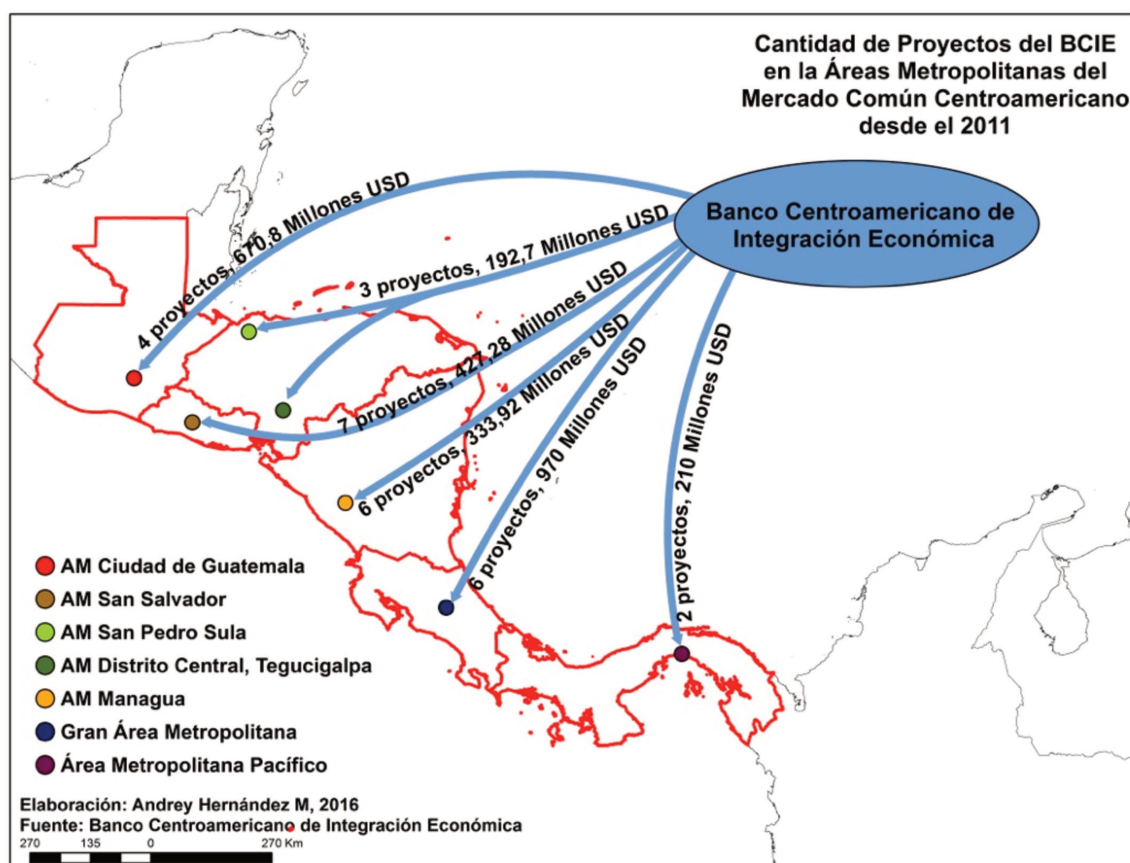 Cantidad de Proyectos del BCIE
en la Áreas Metropolitanas del
Mercado Común Centroamericano
desde el 2011
Banco Centroamericano de
Integración Económica
4 proyectos, 670,8 Millones USD
3 proyectos, 192,7 Millones USD
7 proyectos, 427,28 Millones USD
6 proyectos, 333,92 Millones USD
6 proyectos, 970 Millones USD
2 proyectos, 210 Millones USD
AM Ciudad de Guatemala
AM San Salvador
AM San Pedro Sula
AM Distrito Central, Tegucigalpa
AM Managua
Gran Área Metropolitana
Área Metropolitana Pacífico
Elaboración: Andrey Hernández M, 2016
Fuente: Banco Centroamericano de Integración Económica
270 135 0 270 Km